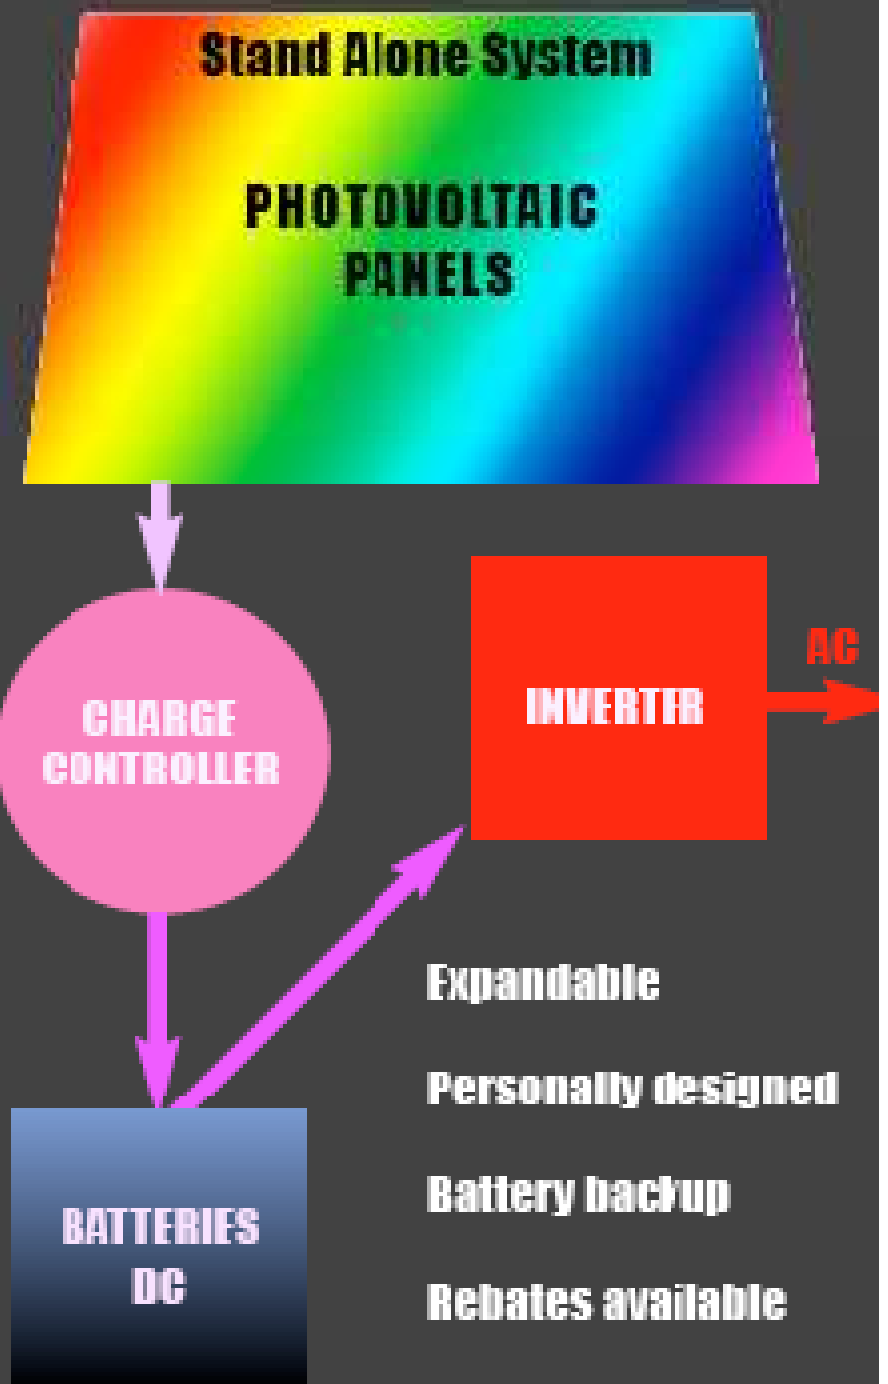 Stand Alone System
PHOTOVOLTAIC
PANELS
CHARGE
CONTROLLER
INVERTER
AC
Expandable
Personally designed
Battery backup
Rebates available
BATTERIES
DC